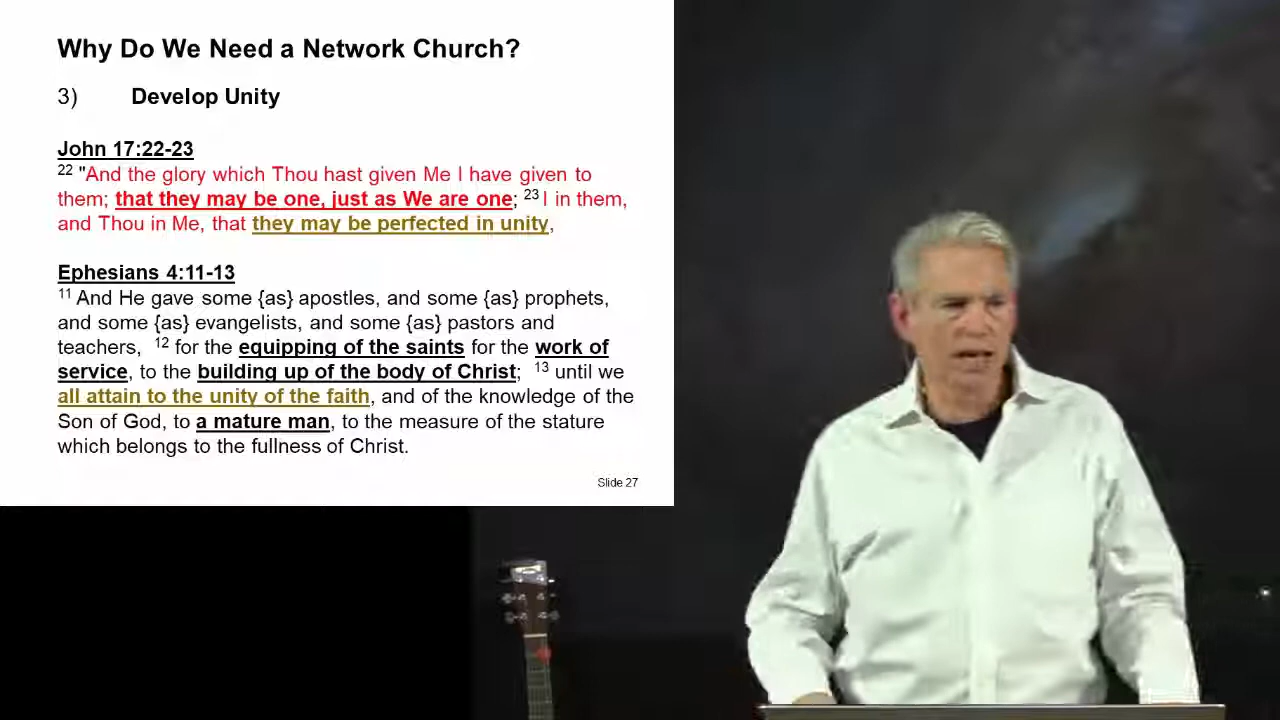 Why Do We Need a Network Church?
3) Develop Unity
John 17:22-23
22 "And the glory which Thou hast given Me I have given to
them; that they may be one, just as We are one; 23 I in them,
and Thou in Me, that they may be perfected in unity,
Ephesians 4:11-13
11 And He gave some {as} apostles, and some {as} prophets,
and some {as} evangelists, and some {as} pastors and
teachers, 12 for the equipping of the saints for the work of
service, to the building up of the body of Christ; 13 until we
all attain to the unity of the faith, and of the knowledge of the
Son of God, to a mature man, to the measure of the stature
which belongs to the fullness of Christ.
Slide 27